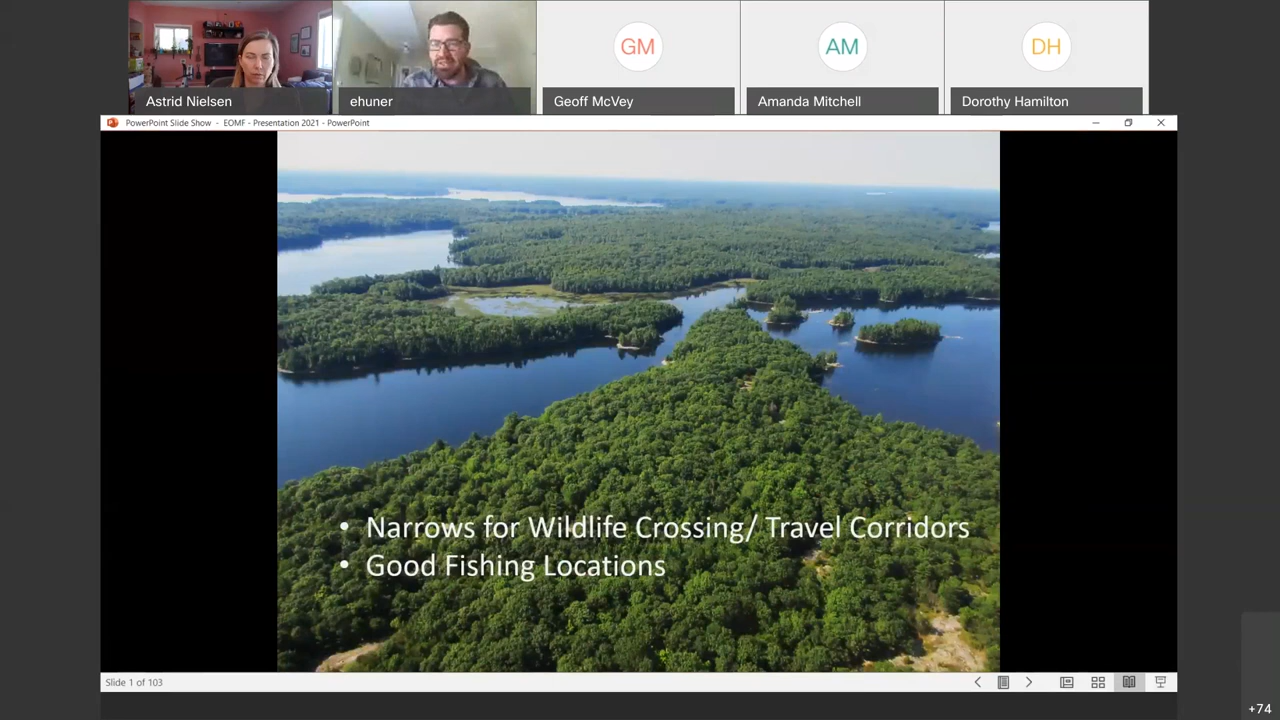 GM
AM
DH
Astrid Nielsen
ehuner
Geoff McVey
Amanda Mitchell
Dorothy Hamilton
PowerPoint Slide Show - EOMF - Presentation 2021 - PowerPoint
• Narrows for Wildlife Crossing/ Travel Corridors
• Good Fishing Locations
Slide 1 of 103
+74